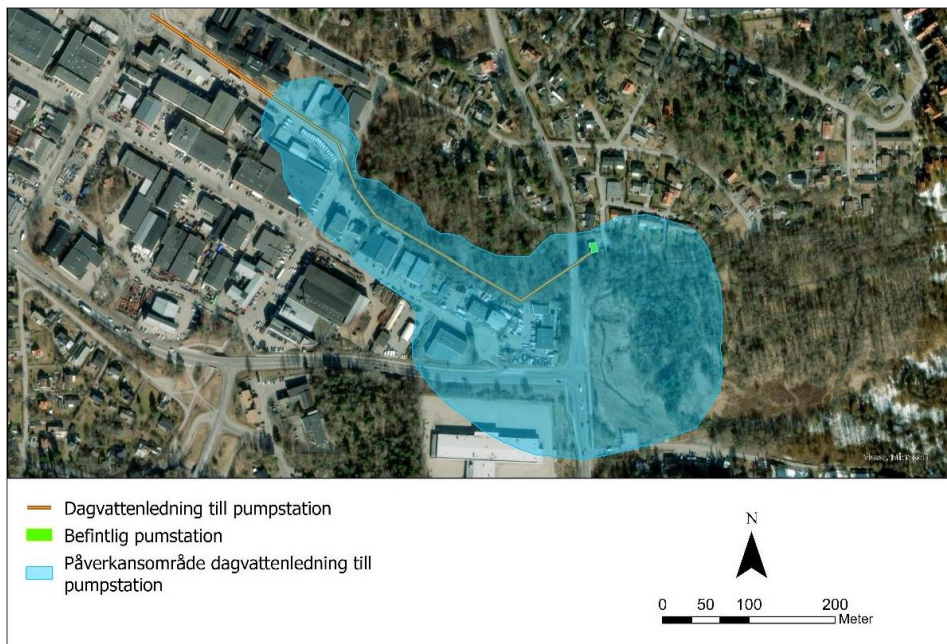 Dagvattenledning till pumpstation
Befintlig pumstation
Påverkansområde dagvattenledning till
pumpstation
N
0 50 100 200
Meter